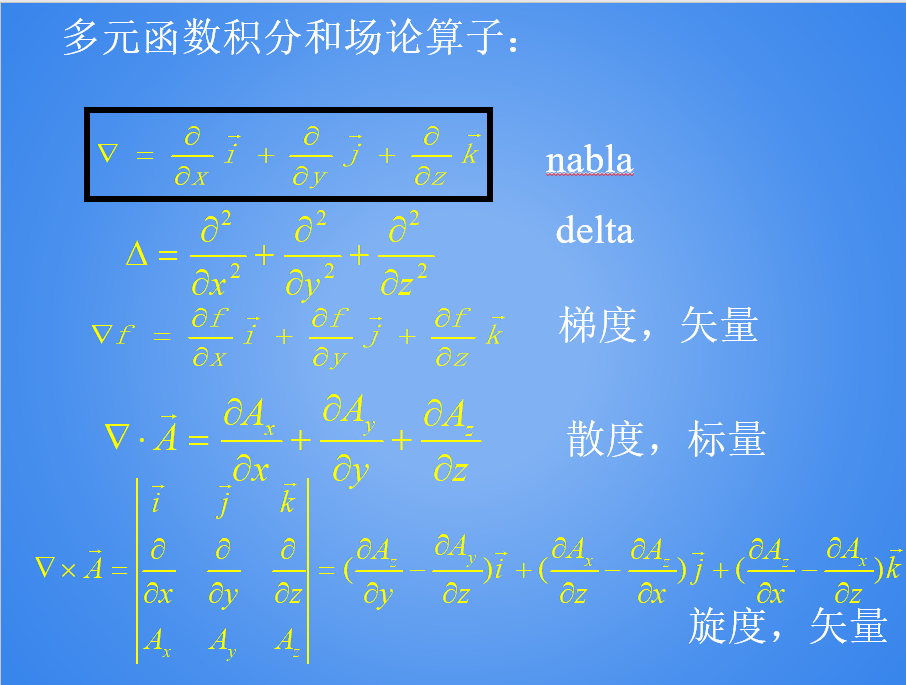 多元函数积分和场论算子：
∇ = ∂/∂x i⃗ + ∂/∂y j⃗ + ∂/∂z k⃗ nabla
Δ = ∂²/∂x² + ∂²/∂y² + ∂²/∂z² delta
∇f = ∂f/∂x i⃗ + ∂f/∂y j⃗ + ∂f/∂z k⃗ 梯度，矢量
∇·A⃗ = ∂Aₓ/∂x + ∂A_y/∂y + ∂A_z/∂z 散度，标量
∇×A⃗ = | i⃗ j⃗ k⃗ ; ∂/∂x ∂/∂y ∂/∂z ; A_x A_y A_z | = (∂A_z/∂y − ∂A_y/∂z)i⃗ + (∂A_x/∂z − ∂A_z/∂x)j⃗ + (∂A_z/∂x − ∂A_x/∂z)k⃗
旋度，矢量